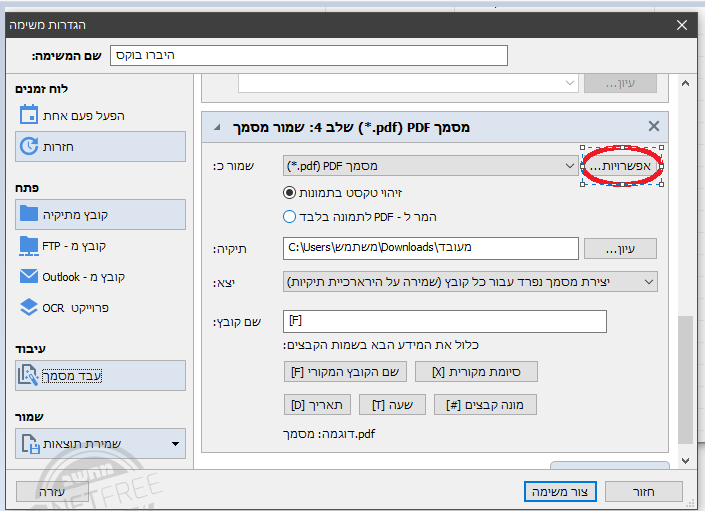 הגדרות משימה
שם המשימה: היברו בוקס
לוח זמנים
הפעל פעם אחת
חזרות
פתח
קובץ מתיקיה
קובץ מ - FTP
קובץ מ - Outlook
פרוייקט OCR
עיבוד
עבד מסמך
שמור
שמירת תוצאות
עיון...
שלב 4: שמור מסמך (*.pdf) PDF מסמך
שמור כ: מסמך PDF (*.pdf) אפשרויות...
זיהוי טקסט בתמונות
המר ל - PDF לתמונה בלבד
תיקיה: C:\Users\משתמש\Downloads\מעובד עיון...
יצא: יצירת מסמך נפרד עבור כל קובץ (שמירה על היררכיית תיקיות)
שם קובץ: [F]
כלול את המידע הבא בשמות הקבצים:
שם הקובץ המקורי [F] סיומת מקורית [X]
תאריך [D] שעה [T] מונה קבצים [#]
דוגמה: מסמך.pdf
עזרה צור משימה חזור
NETFREE